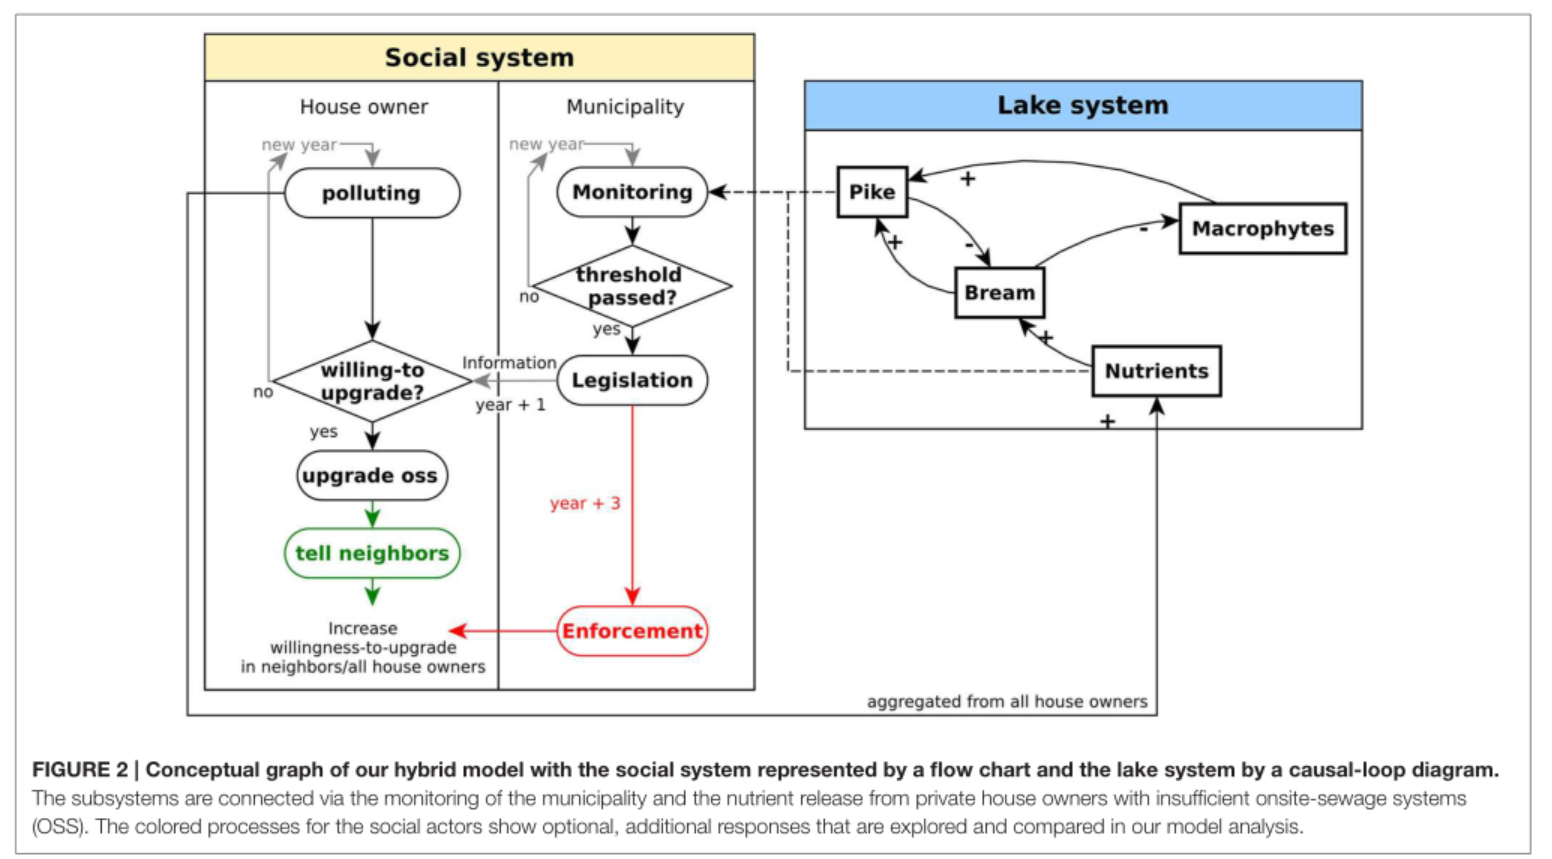 Social system
House owner
Municipality
new year
polluting
willing-to
upgrade?
no
yes
upgrade oss
tell neighbors
Increase
willingness-to-upgrade
in neighbors/all house owners
new year
Monitoring
threshold
passed?
no
yes
Information
year + 1
Legislation
year + 3
Enforcement
Lake system
Pike
+
Macrophytes
+
-
-
Bream
+
Nutrients
+
aggregated from all house owners
FIGURE 2 | Conceptual graph of our hybrid model with the social system represented by a flow chart and the lake system by a causal-loop diagram.
The subsystems are connected via the monitoring of the municipality and the nutrient release from private house owners with insufficient onsite-sewage systems
(OSS). The colored processes for the social actors show optional, additional responses that are explored and compared in our model analysis.